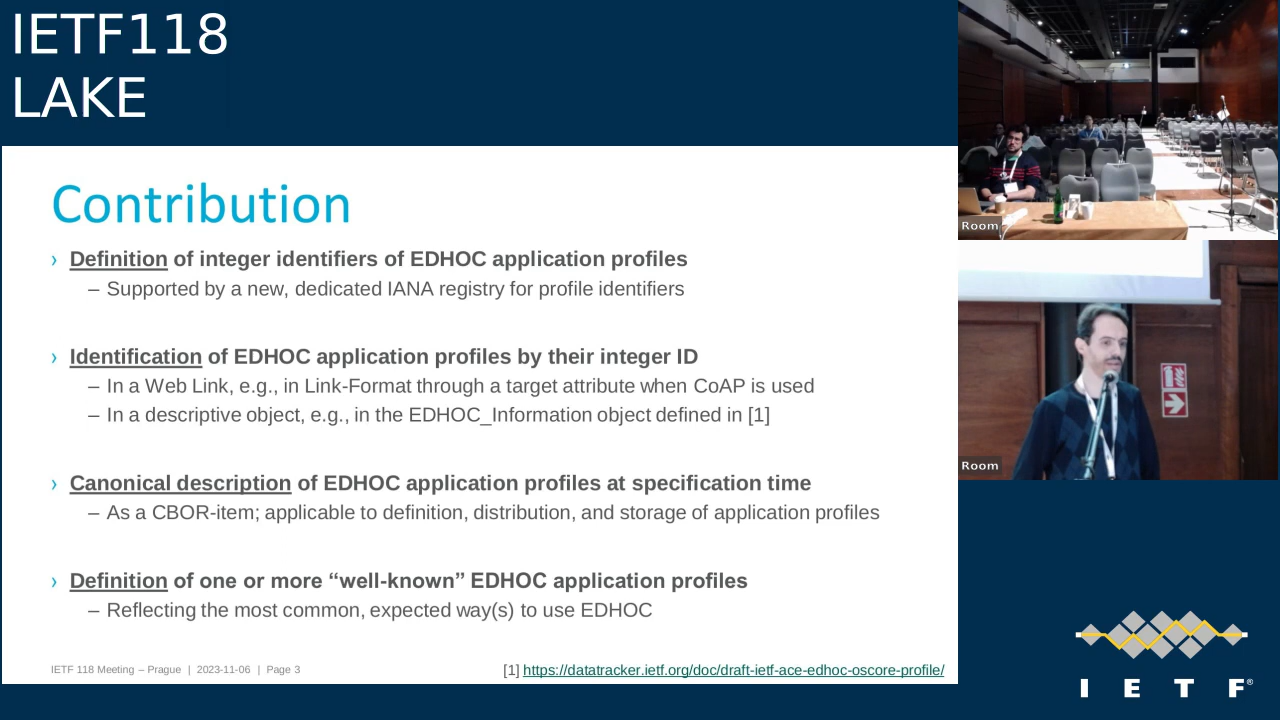 IETF118
LAKE
Contribution
› Definition of integer identifiers of EDHOC application profiles
– Supported by a new, dedicated IANA registry for profile identifiers
› Identification of EDHOC application profiles by their integer ID
– In a Web Link, e.g., in Link-Format through a target attribute when CoAP is used
– In a descriptive object, e.g., in the EDHOC_Information object defined in [1]
› Canonical description of EDHOC application profiles at specification time
– As a CBOR-item; applicable to definition, distribution, and storage of application profiles
› Definition of one or more “well-known” EDHOC application profiles
– Reflecting the most common, expected way(s) to use EDHOC
IETF 118 Meeting – Prague | 2023-11-06 | Page 3
[1] https://datatracker.ietf.org/doc/draft-ietf-ace-edhoc-oscore-profile/
Room
Room
I E T F®